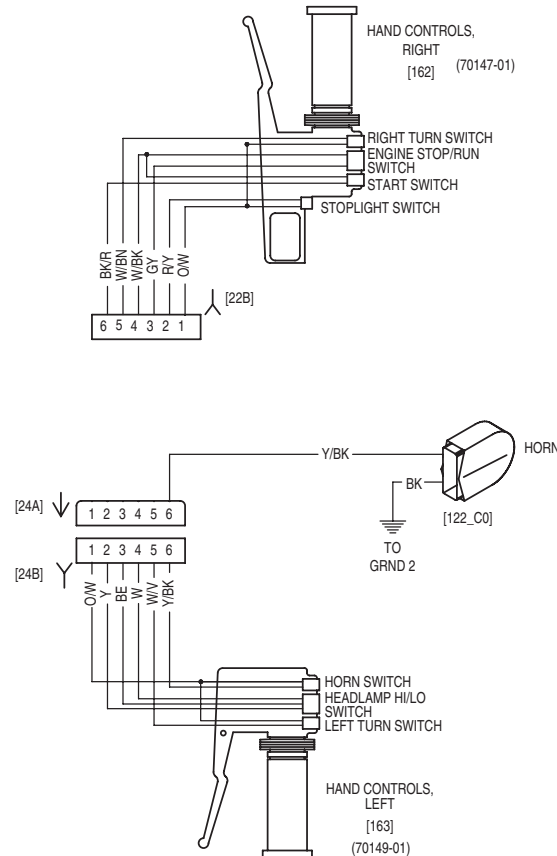 HAND CONTROLS,
RIGHT
[162] (70147-01)
RIGHT TURN SWITCH
ENGINE STOP/RUN
SWITCH
START SWITCH
STOPLIGHT SWITCH
BK/R W/BN W/BK GY R/Y O/W
[22B]
6 5 4 3 2 1
Y/BK
HORN
BK
[122_C0]
TO
GRND 2
[24A]
1 2 3 4 5 6
1 2 3 4 5 6
[24B]
O/W Y BE W W/V Y/BK
HORN SWITCH
HEADLAMP HI/LO
SWITCH
LEFT TURN SWITCH
HAND CONTROLS,
LEFT
[163]
(70149-01)